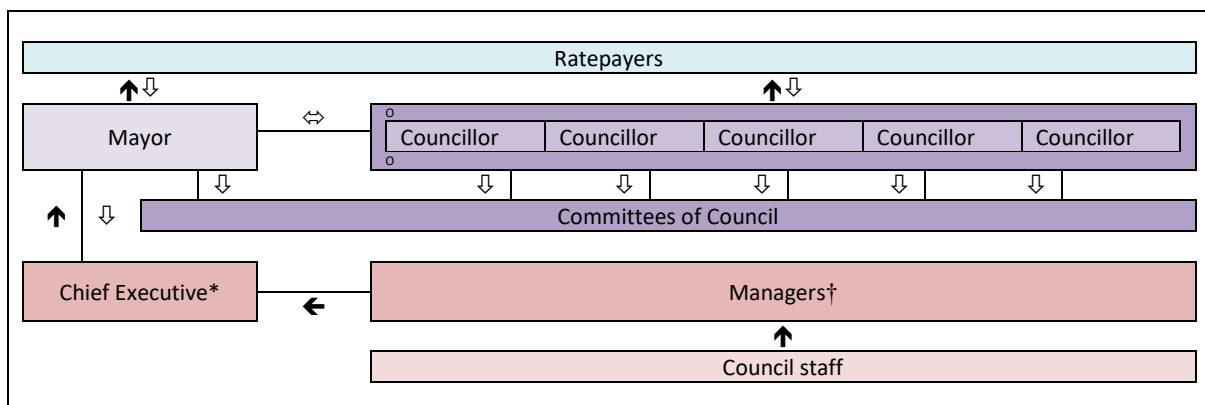 Ratepayers
Mayor
Councillor Councillor Councillor Councillor Councillor
Committees of Council
Chief Executive* Managers†
Council staff